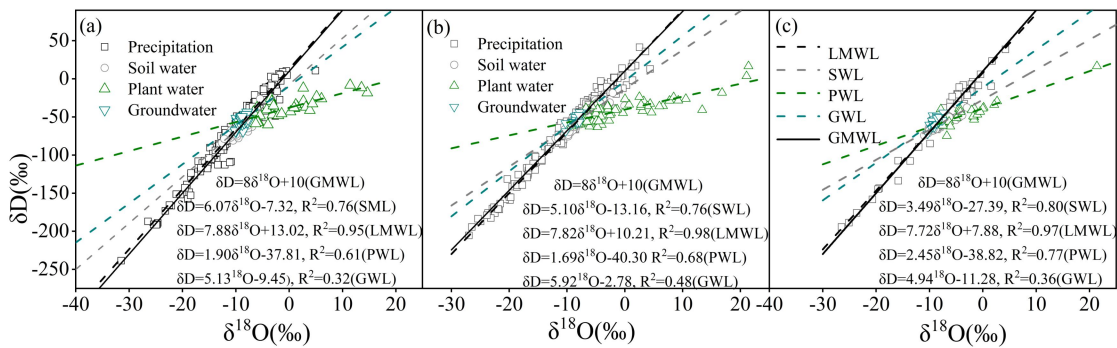 (a)
Precipitation
Soil water
Plant water
Groundwater
δD=8δ¹⁸O+10(GMWL)
δD=6.07δ¹⁸O-7.32, R²=0.76(SML)
δD=7.88δ¹⁸O+13.02, R²=0.95(LMWL)
δD=1.90δ¹⁸O-37.81, R²=0.61(PWL)
δD=5.13¹⁸O-9.45), R²=0.32(GWL)
(b)
Precipitation
Soil water
Plant water
Groundwater
δD=8δ¹⁸O+10(GMWL)
δD=5.10δ¹⁸O-13.16, R²=0.76(SWL)
δD=7.82δ¹⁸O+10.21, R²=0.98(LMWL)
δD=1.69δ¹⁸O-40.30 R²=0.68(PWL)
δD=5.92¹⁸O-2.78, R²=0.48(GWL)
(c)
LMWL
SWL
PWL
GWL
GMWL
δD=8δ¹⁸O+10(GMWL)
δD=3.49δ¹⁸O-27.39, R²=0.80(SWL)
δD=7.72δ¹⁸O+7.88, R²=0.97(LMWL)
δD=2.45δ¹⁸O-38.82, R²=0.77(PWL)
δD=4.94¹⁸O-11.28, R²=0.36(GWL)
δD(‰)
50
0
-50
-100
-150
-200
-250
-40 -30 -20 -10 0 10 20
-30 -20 -10 0 10 20
-30 -20 -10 0 10 20
δ¹⁸O(‰)
δ¹⁸O(‰)
δ¹⁸O(‰)